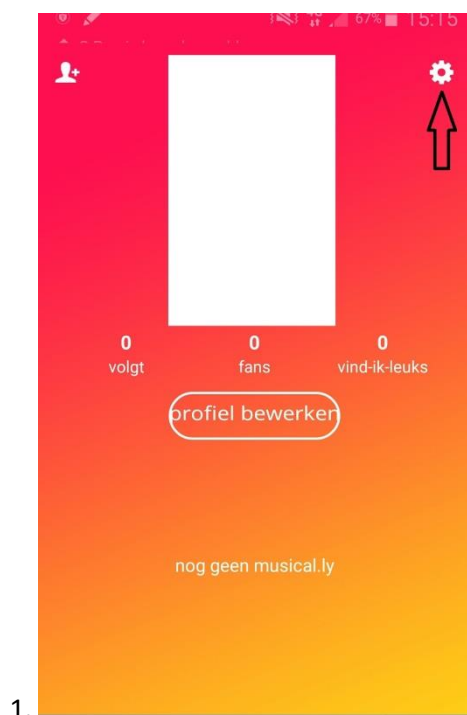 67% 15:15
0 0 0
volgt fans vind-ik-leuks
profiel bewerken
nog geen musical.ly
1.